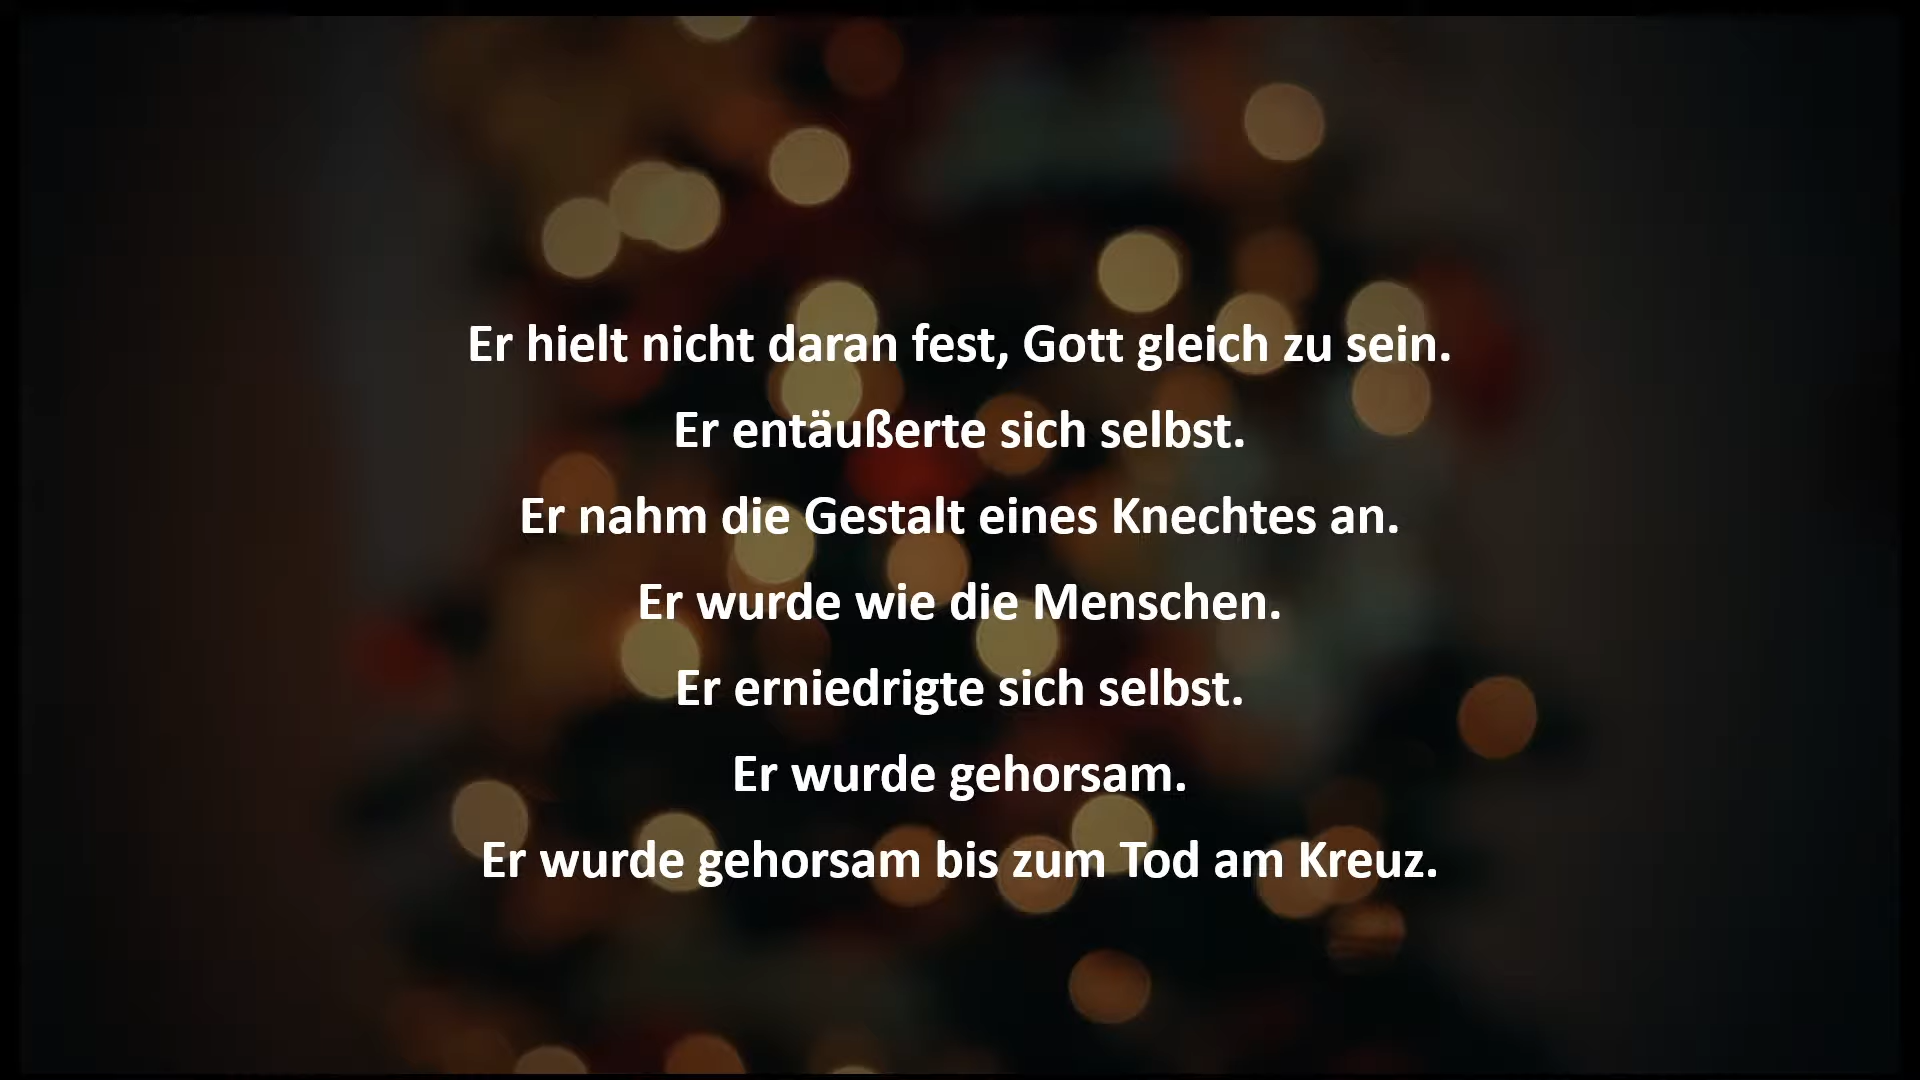 Er hielt nicht daran fest, Gott gleich zu sein.
Er entäußerte sich selbst.
Er nahm die Gestalt eines Knechtes an.
Er wurde wie die Menschen.
Er erniedrigte sich selbst.
Er wurde gehorsam.
Er wurde gehorsam bis zum Tod am Kreuz.